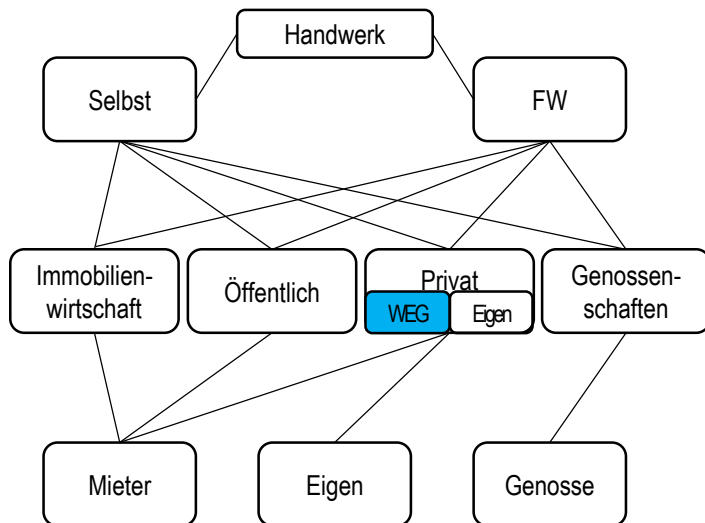 Handwerk
Selbst
FW
Immobilien-
wirtschaft
Öffentlich
Privat
WEG
Eigen
Genossen-
schaften
Mieter
Eigen
Genosse